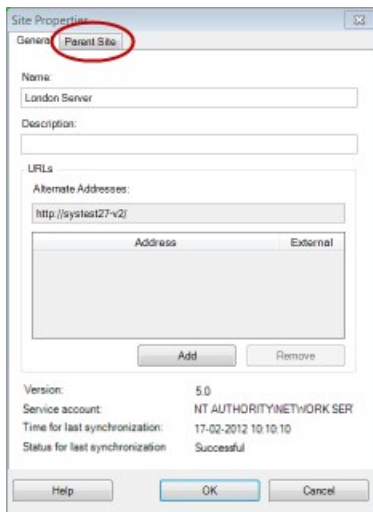 Site Properties
General Parent Site
Name:
London Server
Description:
URLs
Alternate Addresses:
http://systest27-v2/
Address External
Add Remove
Version: 5.0
Service account: NT AUTHORITY\NETWORK SER
Time for last synchronization: 17-02-2012 10:10:10
Status for last synchronization Successful
Help OK Cancel